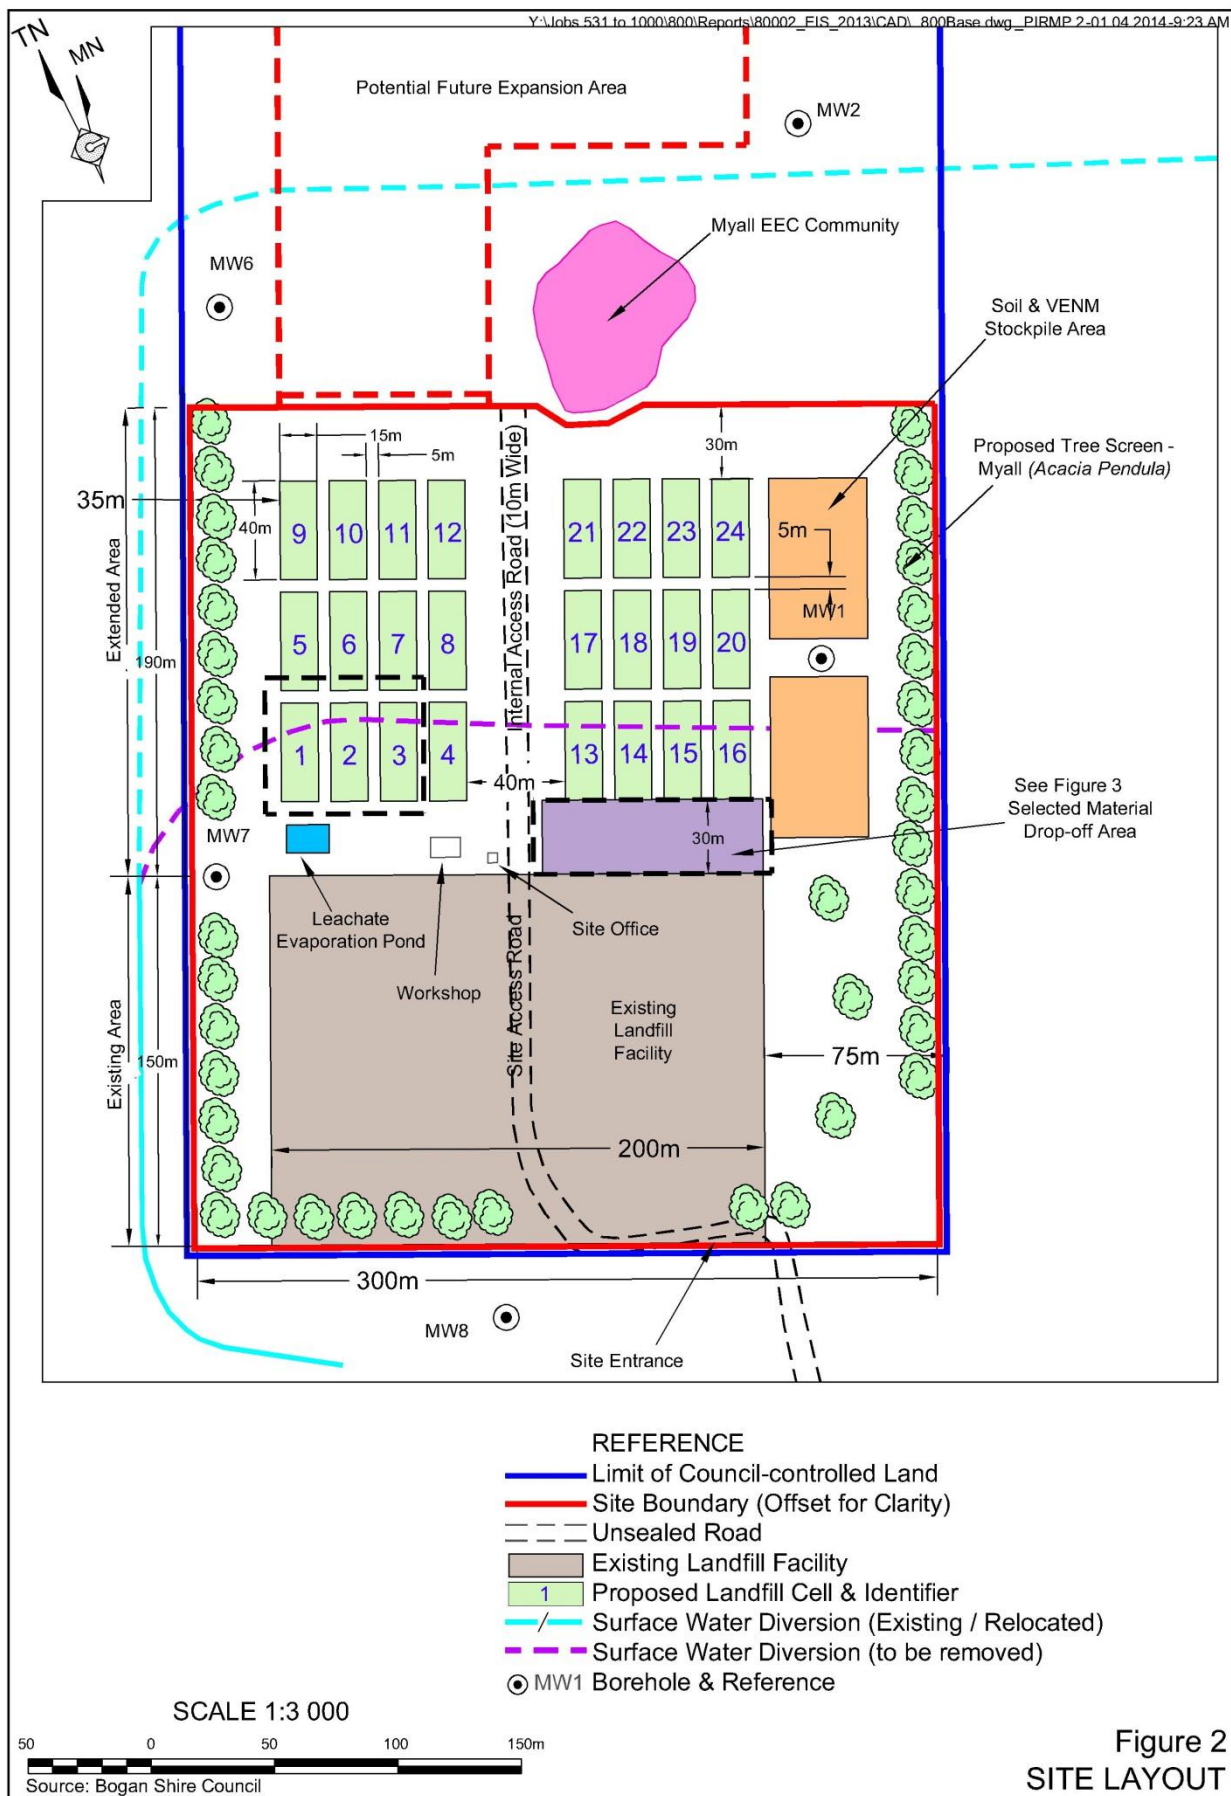 Y:\Jobs 531 to 1000\800\Reports\80002_EIS_2013\CAD\_800Base.dwg_PIRMP 2-01.04.2014-9:23 AM
TN
MN
Potential Future Expansion Area
MW2
Myall EEC Community
MW6
Soil & VENM
Stockpile Area
Proposed Tree Screen -
Myall (Acacia Pendula)
15m
5m
30m
35m
40m
9 10 11 12
21 22 23 24
5m
Internal Access Road (10m Wide)
MW1
Extended Area
190m
5 6 7 8
17 18 19 20
1 2 3 4
13 14 15 16
40m
See Figure 3
Selected Material
Drop-off Area
30m
MW7
Leachate
Evaporation Pond
Site Office
Workshop
Site Access Road
Existing
Landfill
Facility
75m
Existing Area
150m
200m
300m
MW8
Site Entrance
REFERENCE
Limit of Council-controlled Land
Site Boundary (Offset for Clarity)
Unsealed Road
Existing Landfill Facility
1 Proposed Landfill Cell & Identifier
Surface Water Diversion (Existing / Relocated)
Surface Water Diversion (to be removed)
MW1 Borehole & Reference
SCALE 1:3 000
50 0 50 100 150m
Source: Bogan Shire Council
Figure 2
SITE LAYOUT